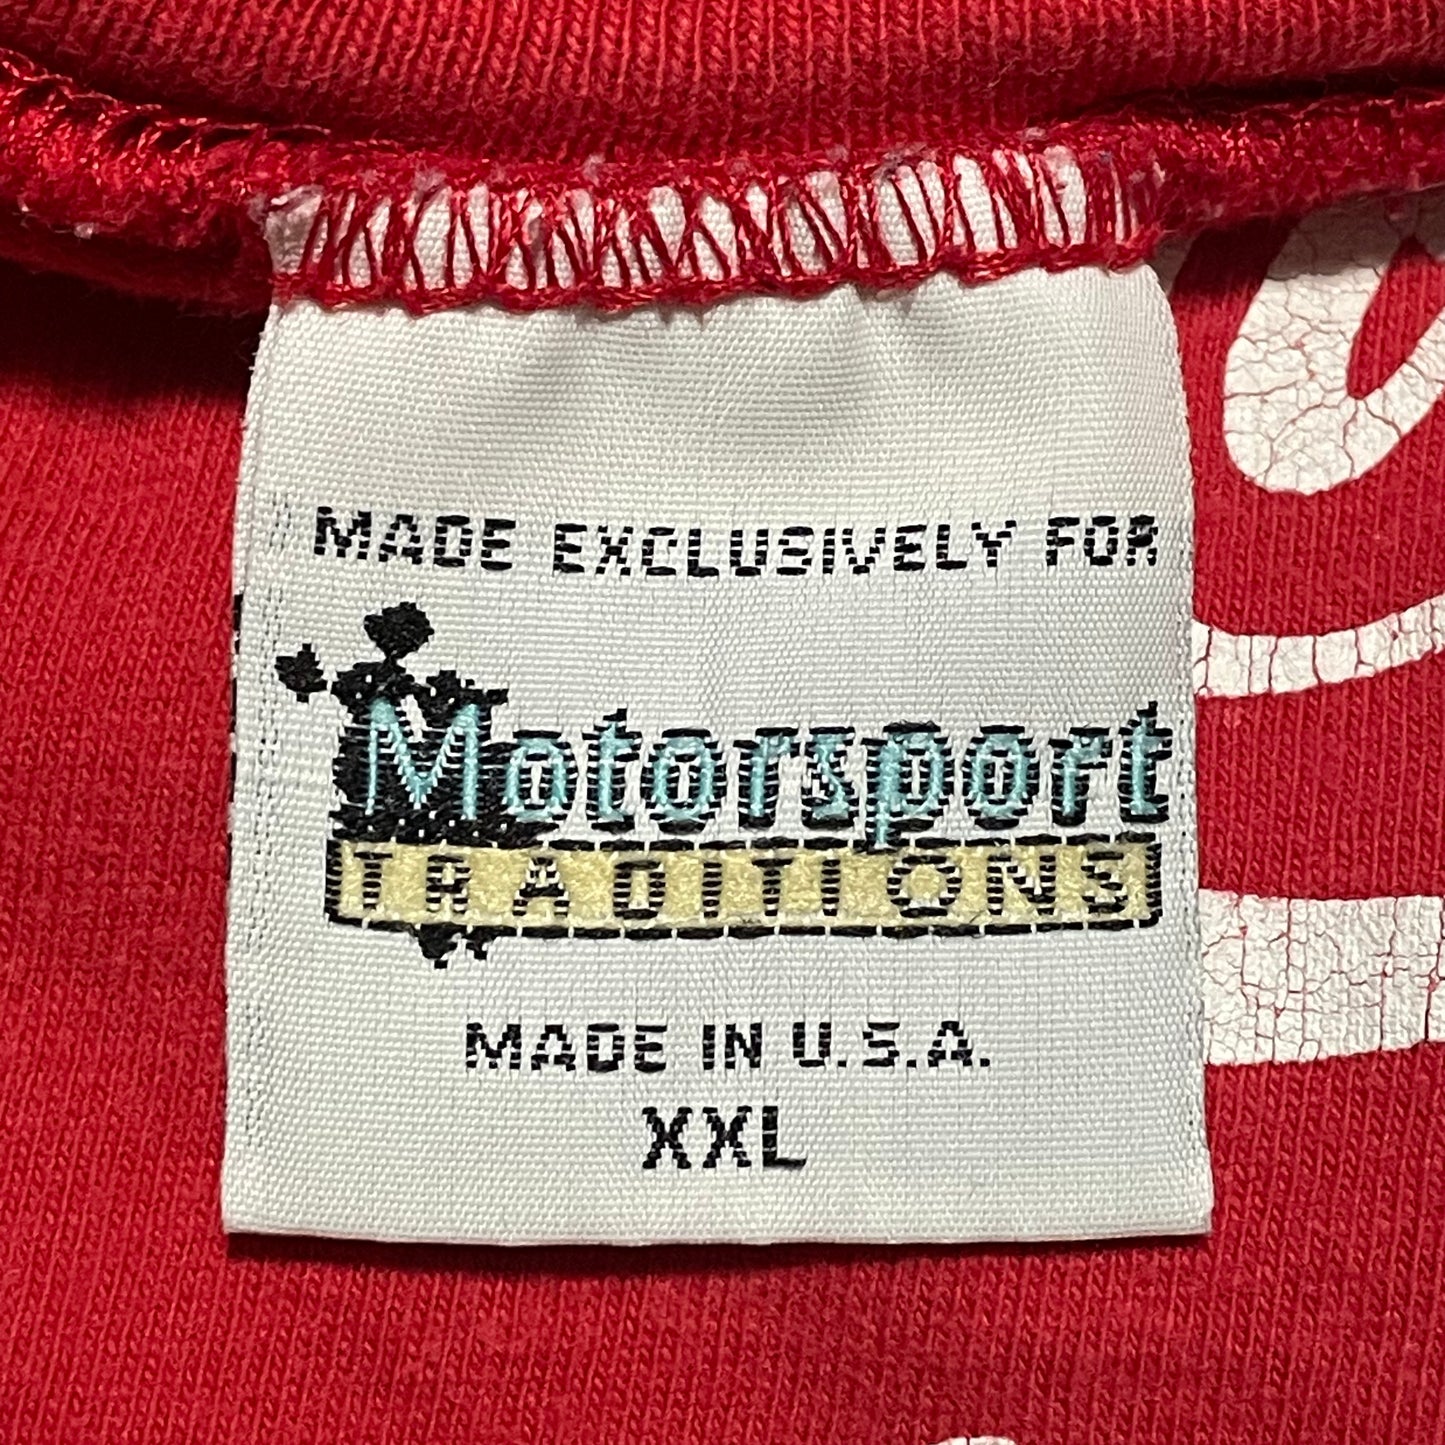 MADE EXCLUSIVELY FOR
Motorsport
TRADITIONS
MADE IN U.S.A.
XXL